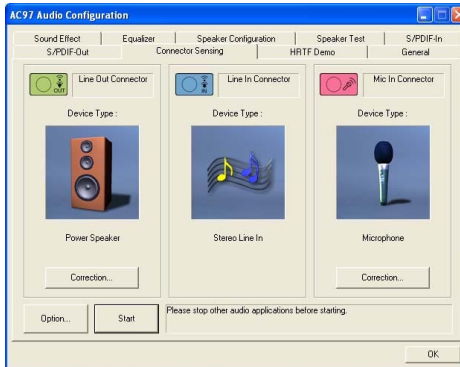 AC97 Audio Configuration
Sound Effect Equalizer Speaker Configuration Speaker Test S/PDIF-In
S/PDIF-Out Connector Sensing HRTF Demo General
OUT Line Out Connector IN Line In Connector Mic In Connector
Device Type : Device Type : Device Type :
Power Speaker Stereo Line In Microphone
Correction... Correction...
Option... Start Please stop other audio applications before starting.
OK